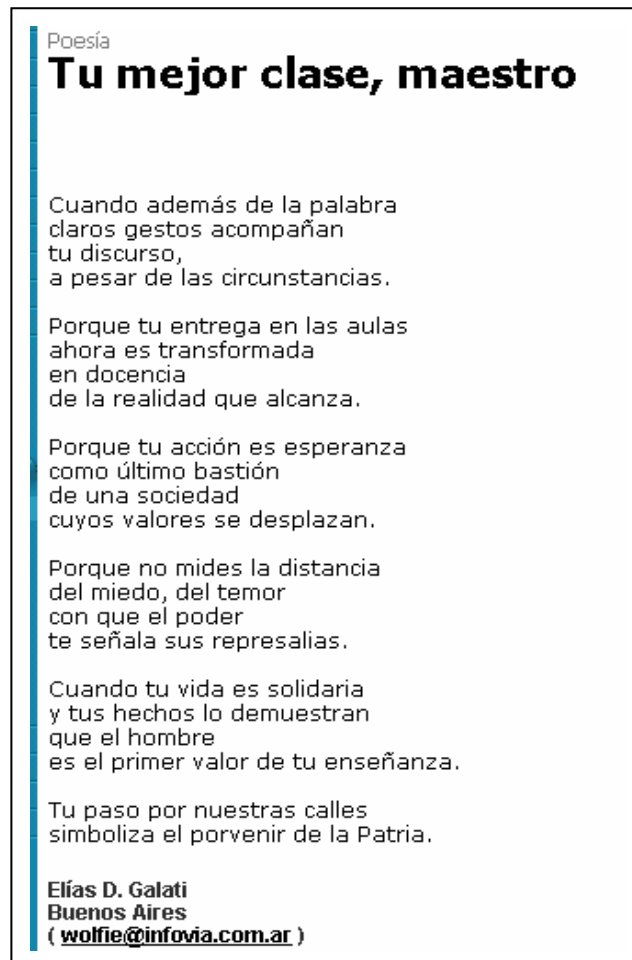 Poesía
Tu mejor clase, maestro
Cuando además de la palabra
claros gestos acompañan
tu discurso,
a pesar de las circunstancias.
Porque tu entrega en las aulas
ahora es transformada
en docencia
de la realidad que alcanza.
Porque tu acción es esperanza
como último bastión
de una sociedad
cuyos valores se desplazan.
Porque no mides la distancia
del miedo, del temor
con que el poder
te señala sus represalias.
Cuando tu vida es solidaria
y tus hechos lo demuestran
que el hombre
es el primer valor de tu enseñanza.
Tu paso por nuestras calles
simboliza el porvenir de la Patria.
Elías D. Galati
Buenos Aires
( wolfie@infovia.com.ar )